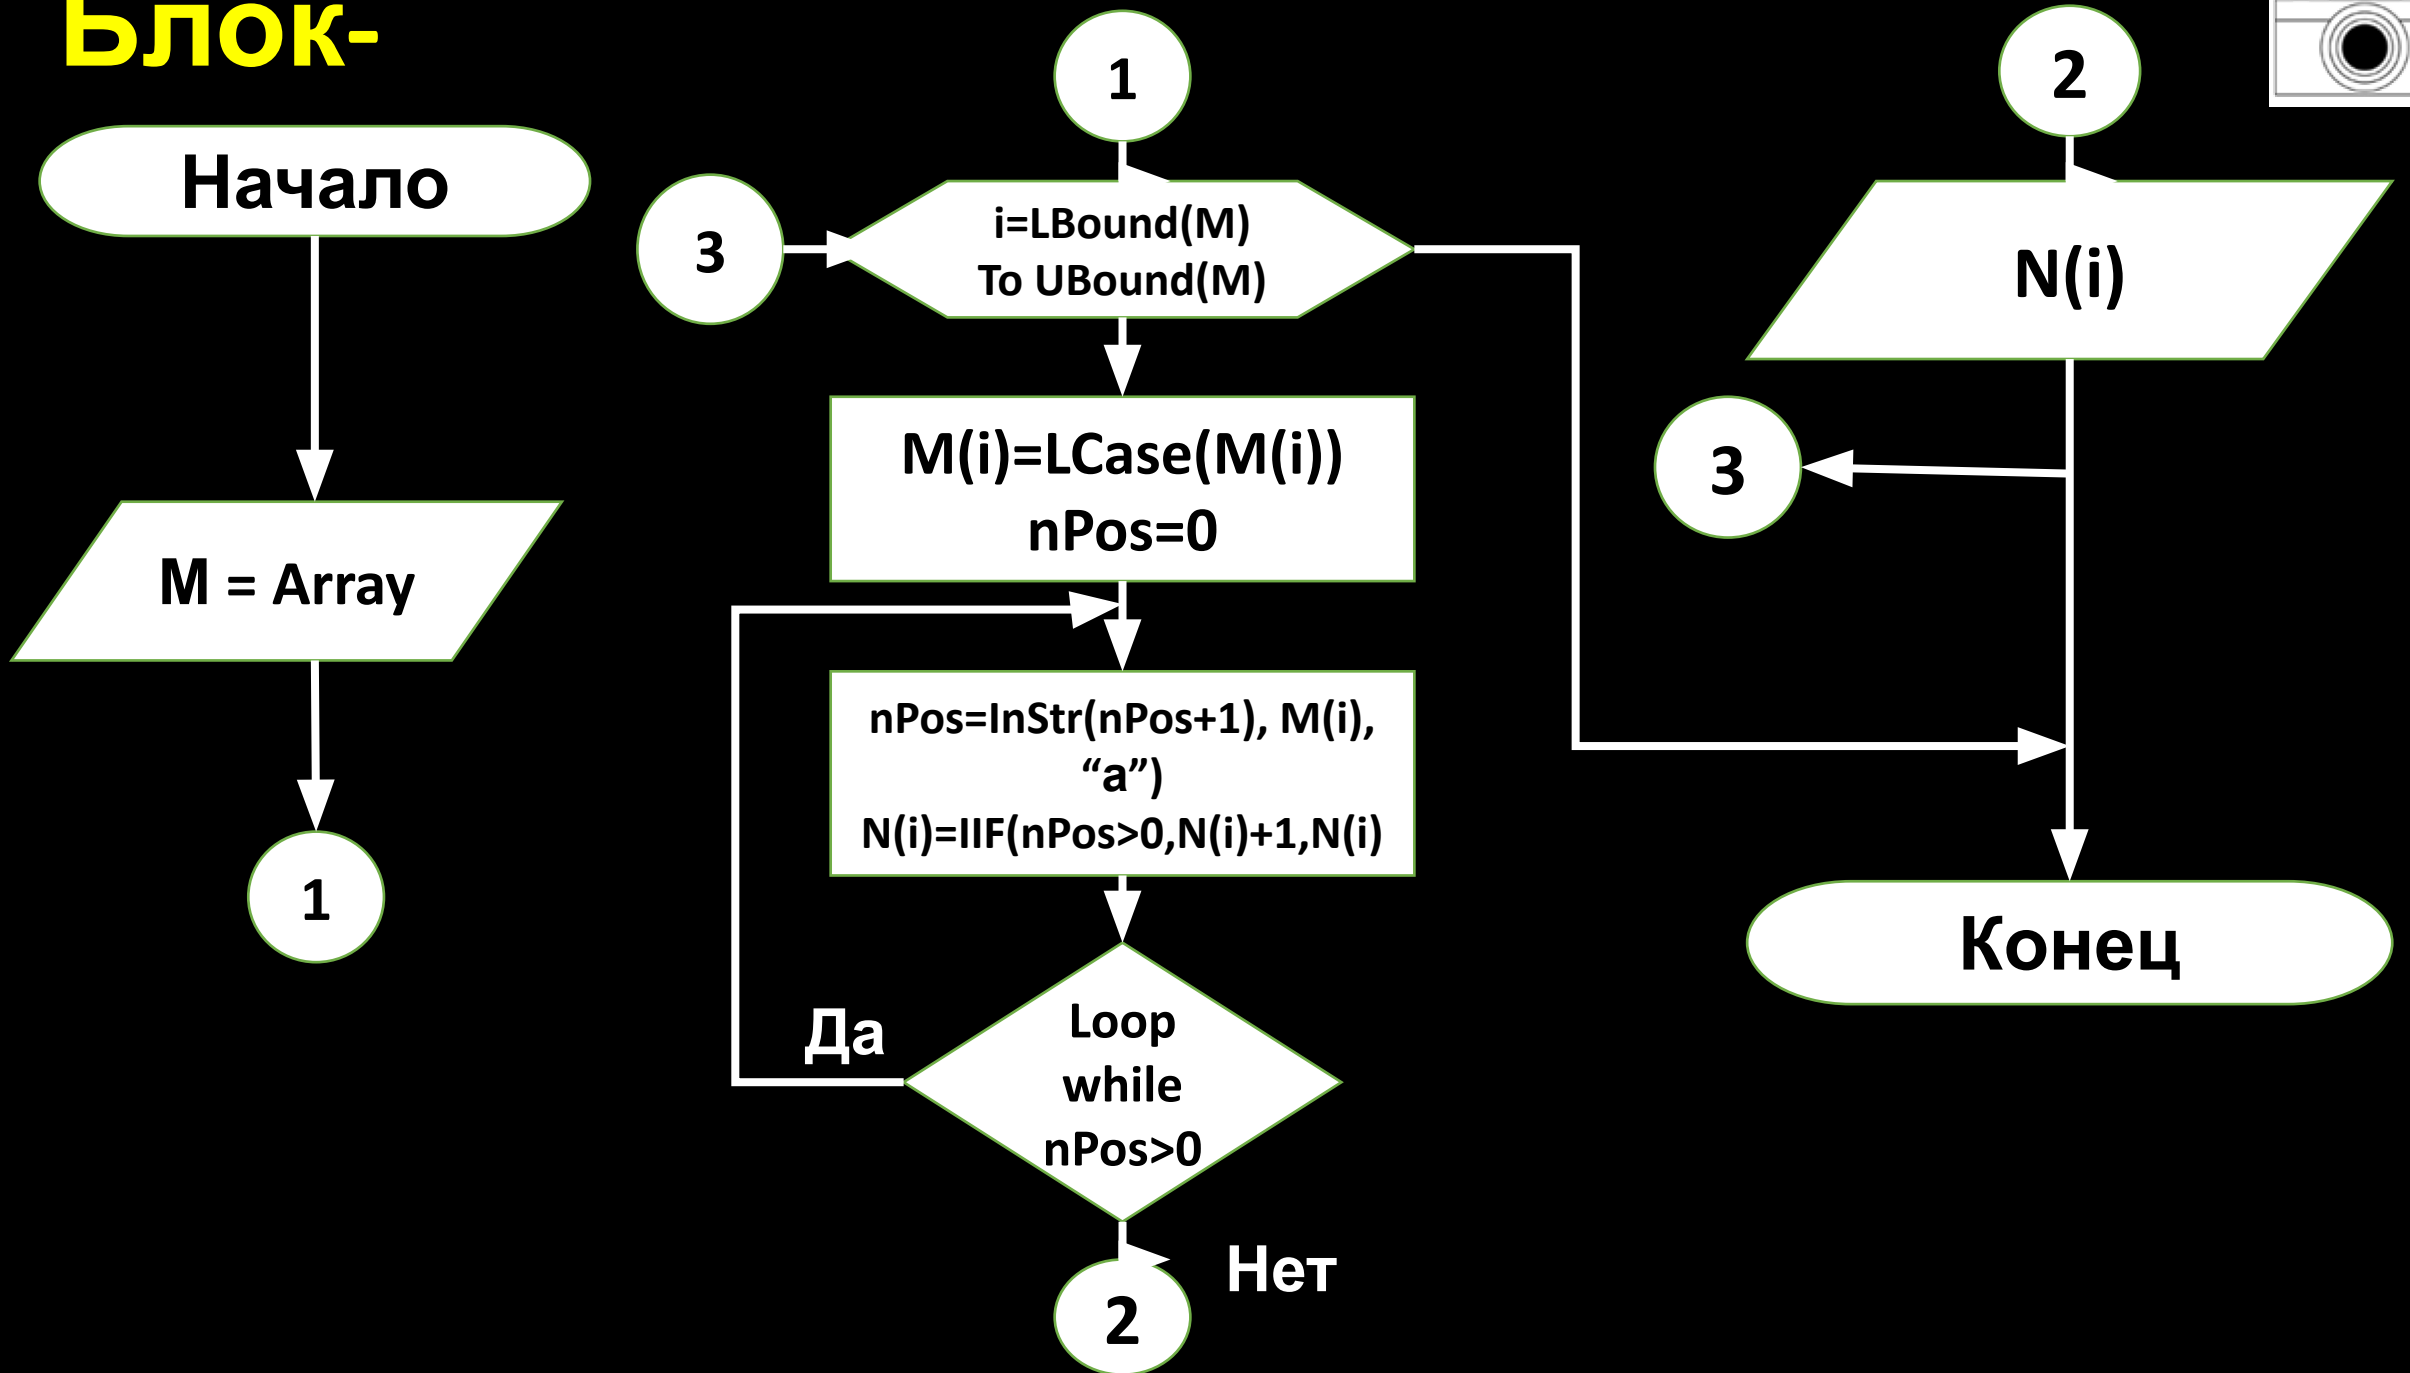 Блок-
Начало
M = Array
1
1
3
i=LBound(M)
To UBound(M)
M(i)=LCase(M(i))
nPos=0
nPos=InStr(nPos+1), M(i),
“a”)
N(i)=IIF(nPos>0,N(i)+1,N(i)
Да
Loop
while
nPos>0
Нет
2
2
N(i)
3
Конец